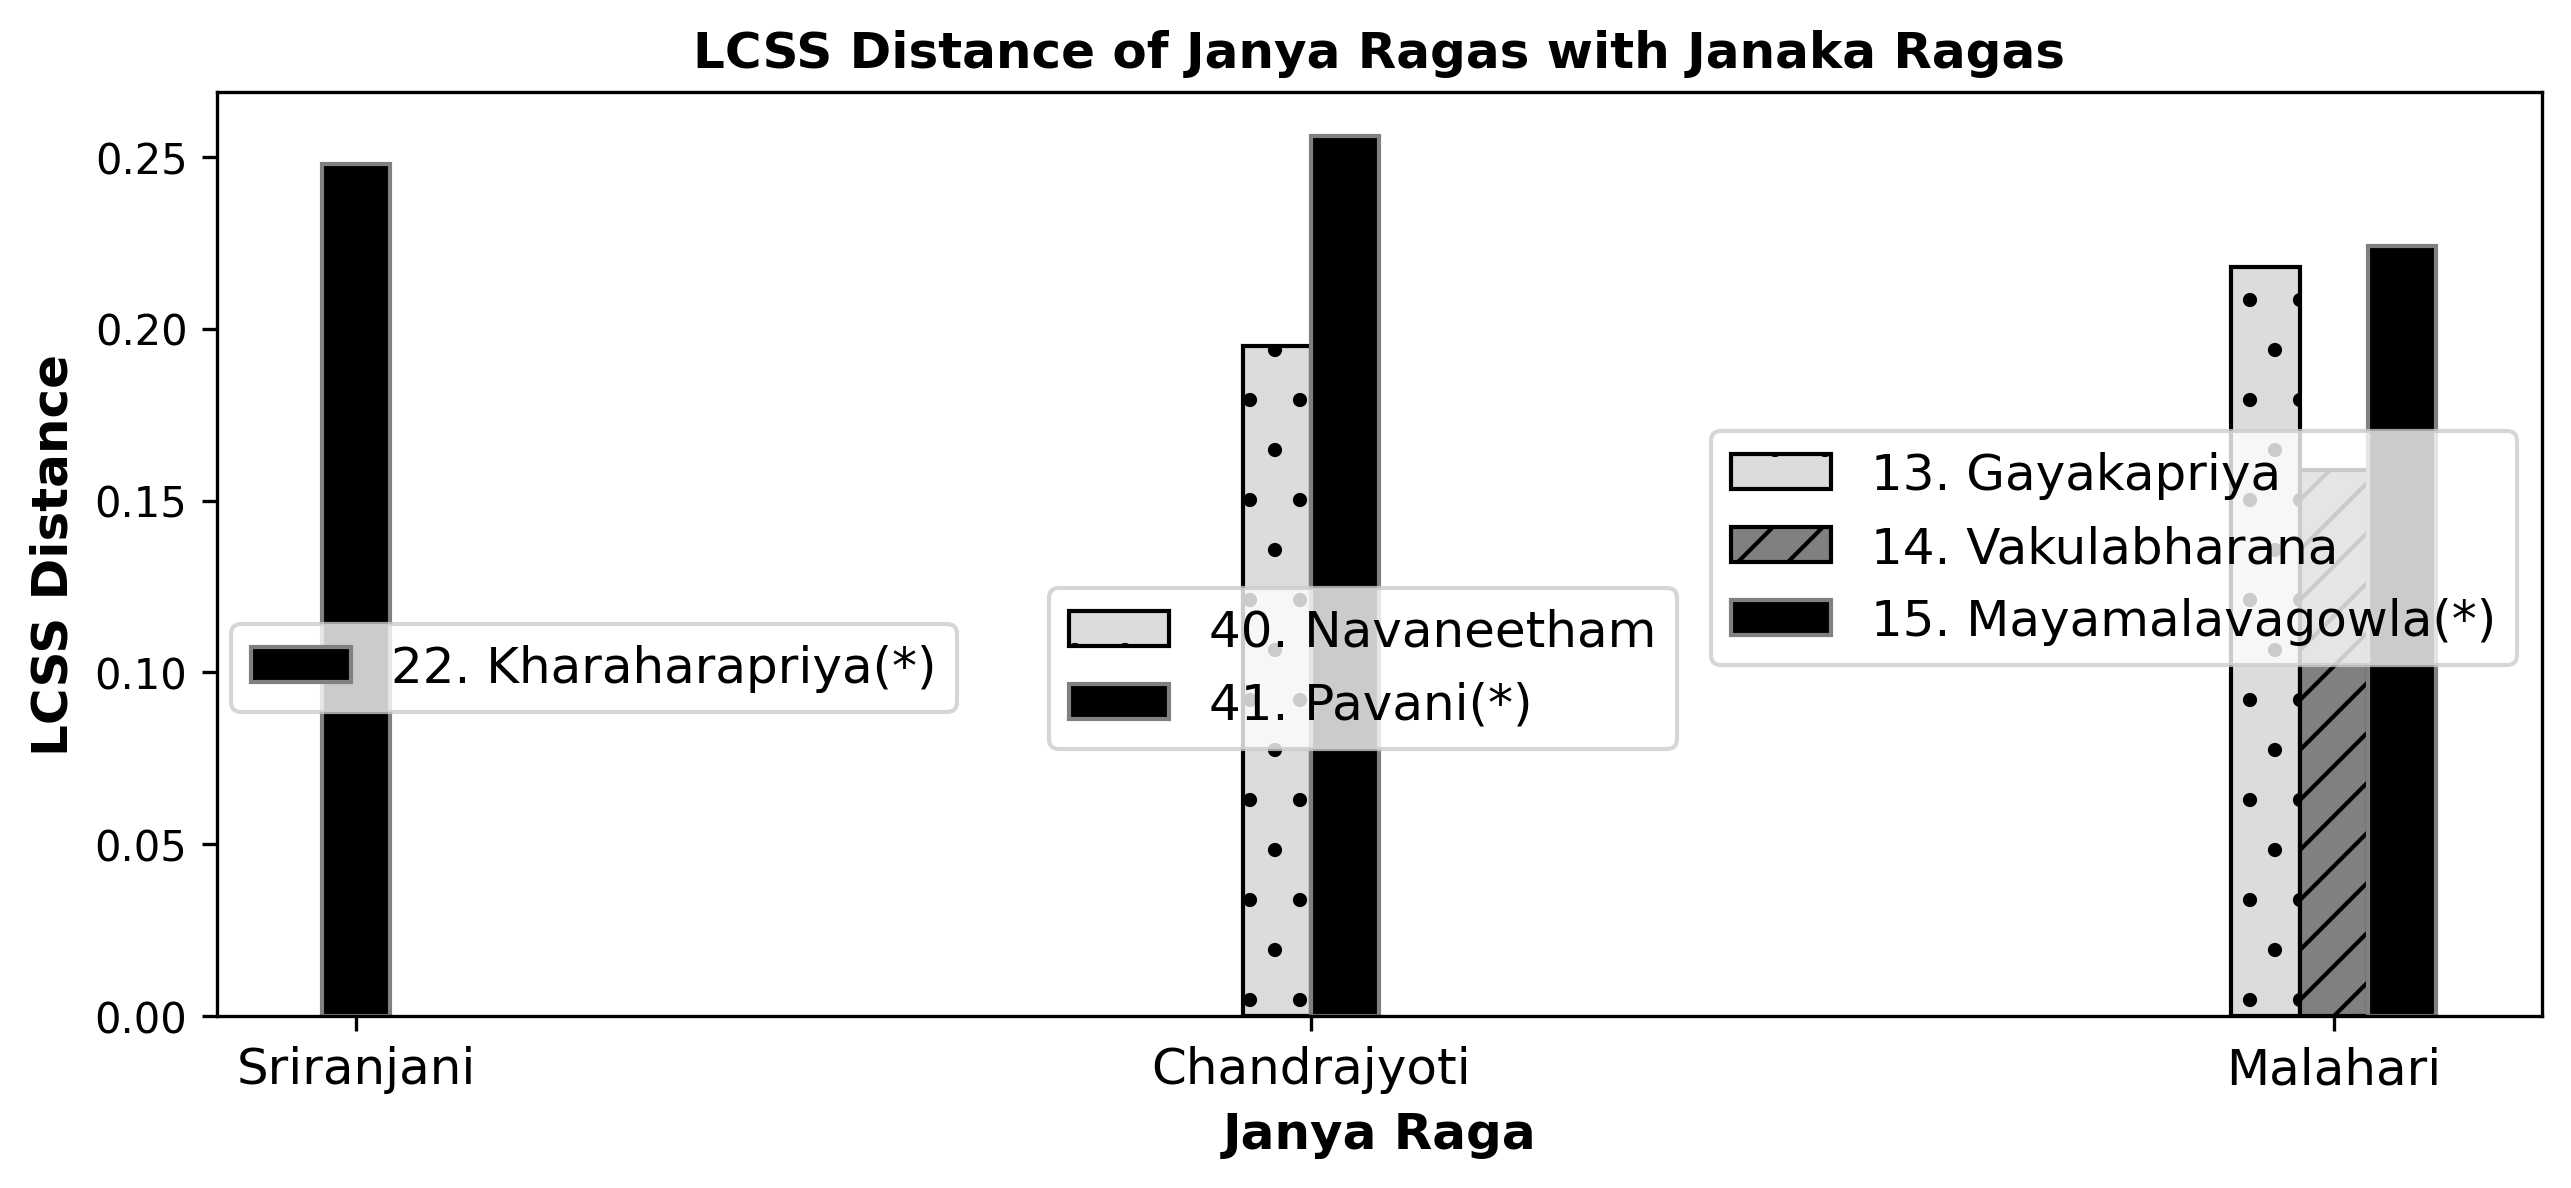 LCSS Distance of Janya Ragas with Janaka Ragas
LCSS Distance
0.25
0.20
0.15
0.10
0.05
0.00
22. Kharaharapriya(*)
40. Navaneetham
41. Pavani(*)
13. Gayakapriya
14. Vakulabharana
15. Mayamalavagowla(*)
Sriranjani
Chandrajyoti
Malahari
Janya Raga